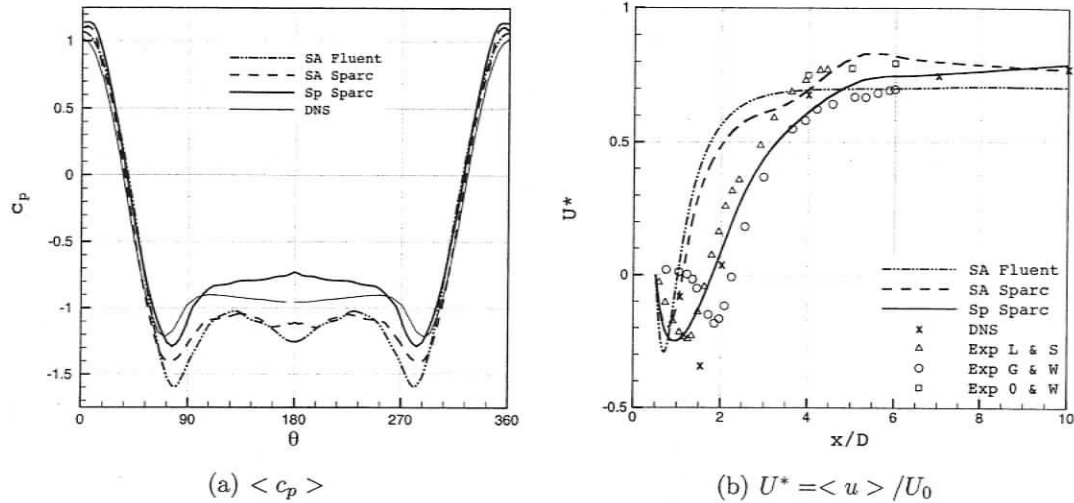 1
0.5
0
-0.5
-1
-1.5
c_p
0
90
180
270
360
θ
SA Fluent
SA Sparc
Sp Sparc
DNS
(a) < c_p >
1
0.5
0
-0.5
U*
0
2
4
6
8
10
x/D
SA Fluent
SA Sparc
Sp Sparc
DNS
Exp L & S
Exp G & W
Exp O & W
(b) U* =< u > /U_0